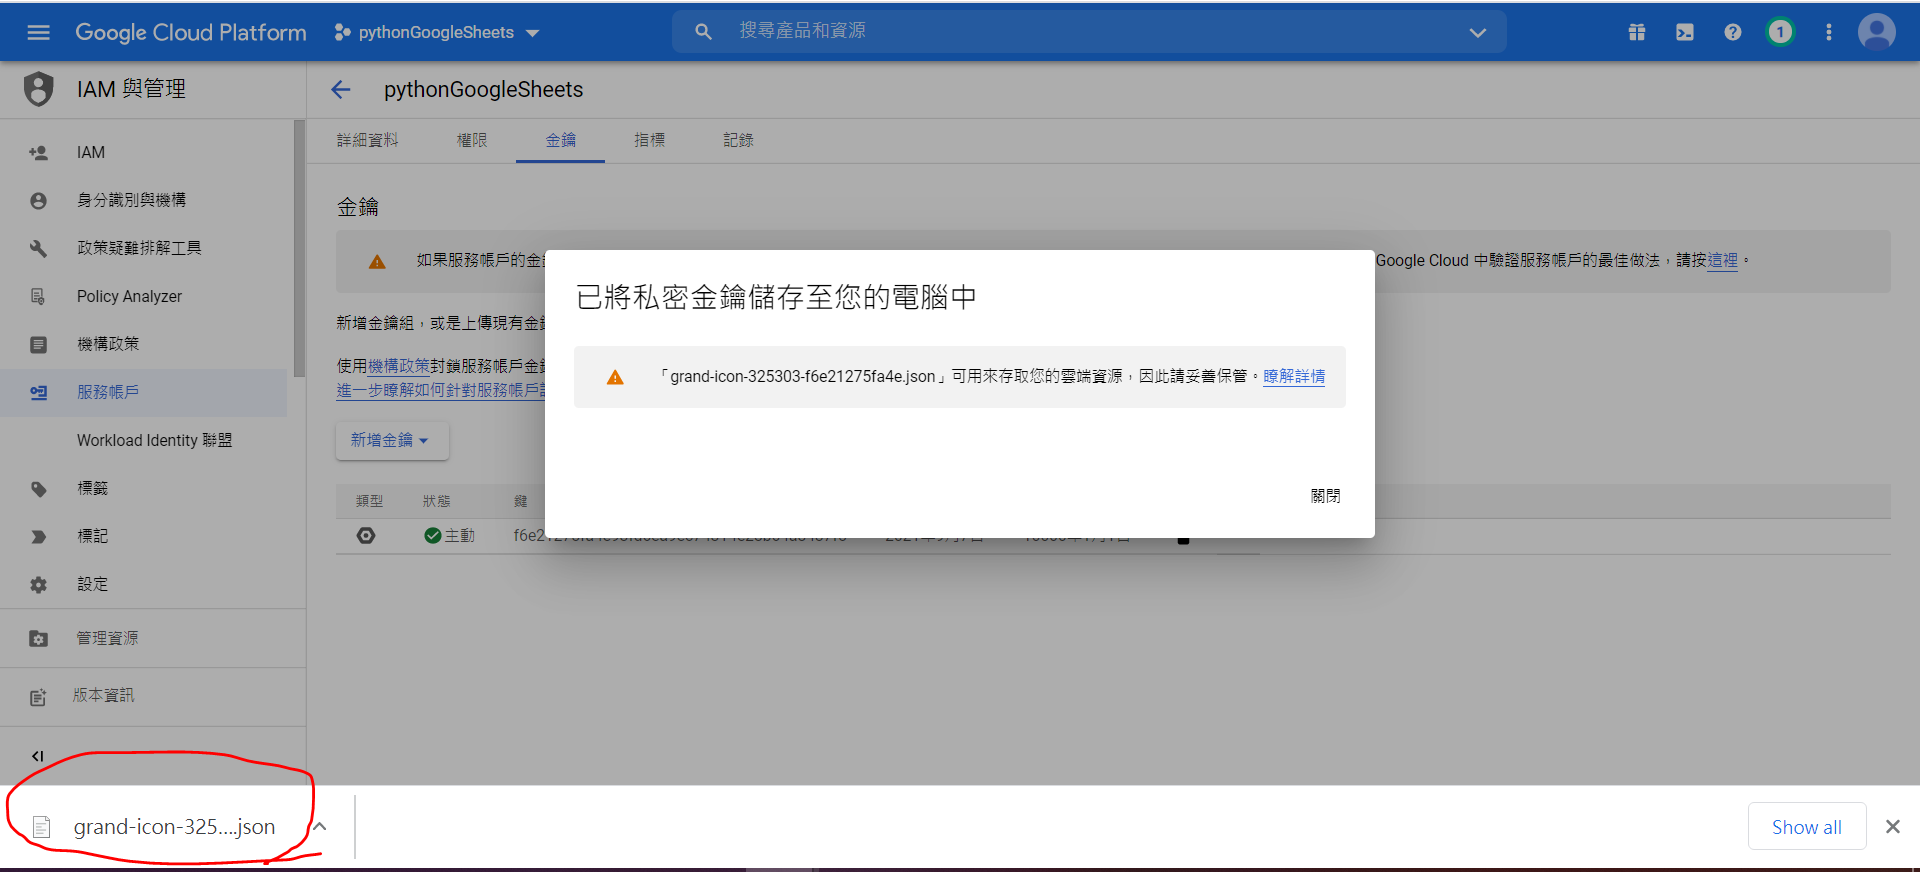 Google Cloud Platform
pythonGoogleSheets
搜尋產品和資源
1
IAM 與管理
pythonGoogleSheets
詳細資料
權限
金鑰
指標
記錄
IAM
身分識別與機構
政策疑難排解工具
Policy Analyzer
機構政策
服務帳戶
Workload Identity 聯盟
標籤
標記
設定
管理資源
版本資訊
金鑰
如果服務帳戶的金
Google Cloud 中驗證服務帳戶的最佳做法，請按這裡。
新增金鑰組，或是上傳現有金
使用機構政策封鎖服務帳戶金
進一步瞭解如何針對服務帳戶
新增金鑰
類型
狀態
鍵
主動
已將私密金鑰儲存至您的電腦中
「grand-icon-325303-f6e21275fa4e.json」可用來存取您的雲端資源，因此請妥善保管。瞭解詳情
關閉
grand-icon-325....json
Show all